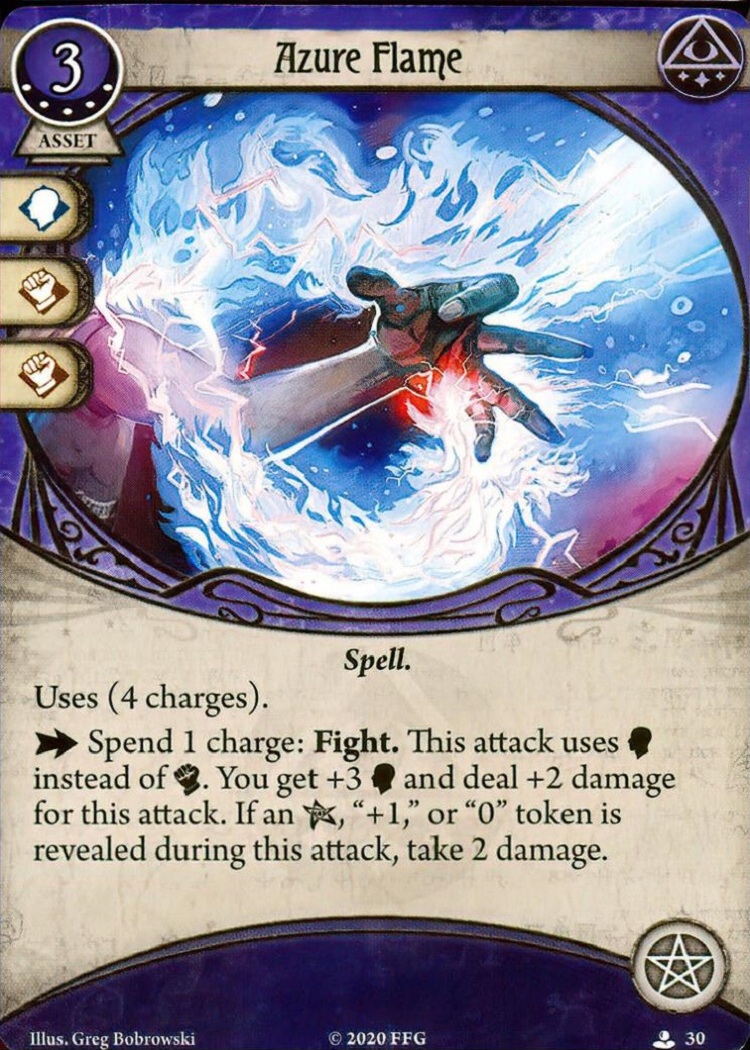 3
Azure Flame
ASSET
Spell.
Uses (4 charges).
Spend 1 charge: Fight. This attack uses
instead of . You get +3 and deal +2 damage
for this attack. If an , “+1,” or “0” token is
revealed during this attack, take 2 damage.
Illus. Greg Bobrowski
© 2020 FFG
30